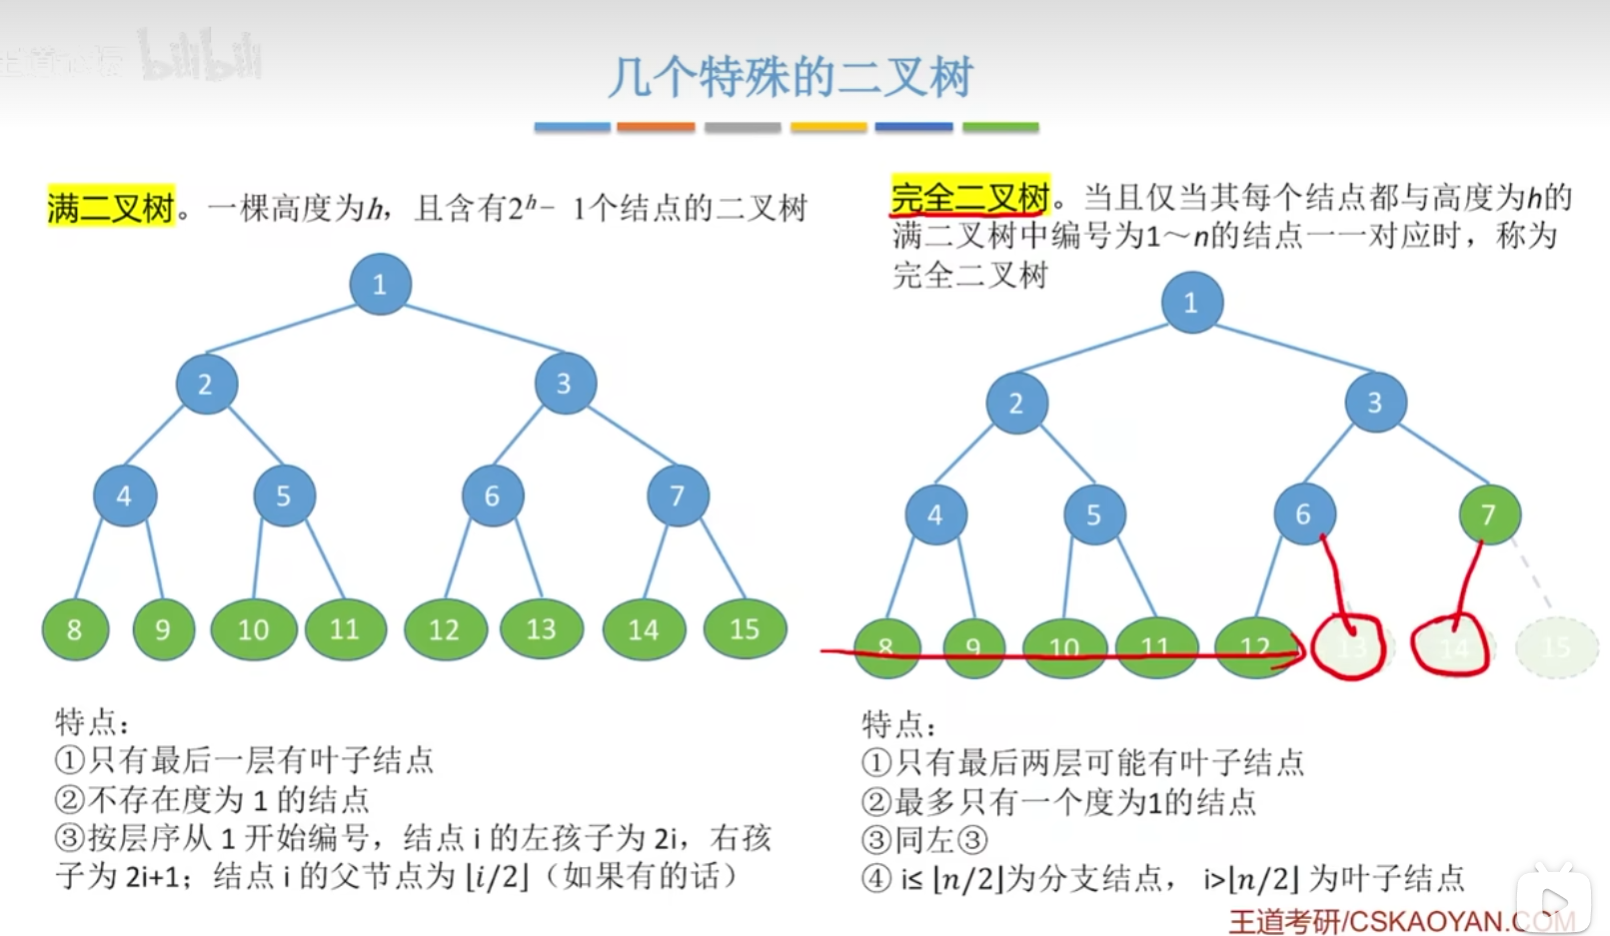 bilibili
几个特殊的二叉树
满二叉树。一棵高度为h，且含有2ʰ− 1个结点的二叉树
1
2
3
4
5
6
7
8
9
10
11
12
13
14
15
特点：
①只有最后一层有叶子结点
②不存在度为 1 的结点
③按层序从 1 开始编号，结点 i 的左孩子为 2i，右孩
子为 2i+1；结点 i 的父节点为 ⌊i/2⌋（如果有的话）
完全二叉树。当且仅当其每个结点都与高度为h的
满二叉树中编号为1～n的结点一一对应时，称为
完全二叉树
1
2
3
4
5
6
7
8
9
10
11
12
13
14
15
特点：
①只有最后两层可能有叶子结点
②最多只有一个度为1的结点
③同左③
④ i≤ ⌊n/2⌋为分支结点， i>⌊n/2⌋ 为叶子结点
王道考研/CSKAOYAN.COM